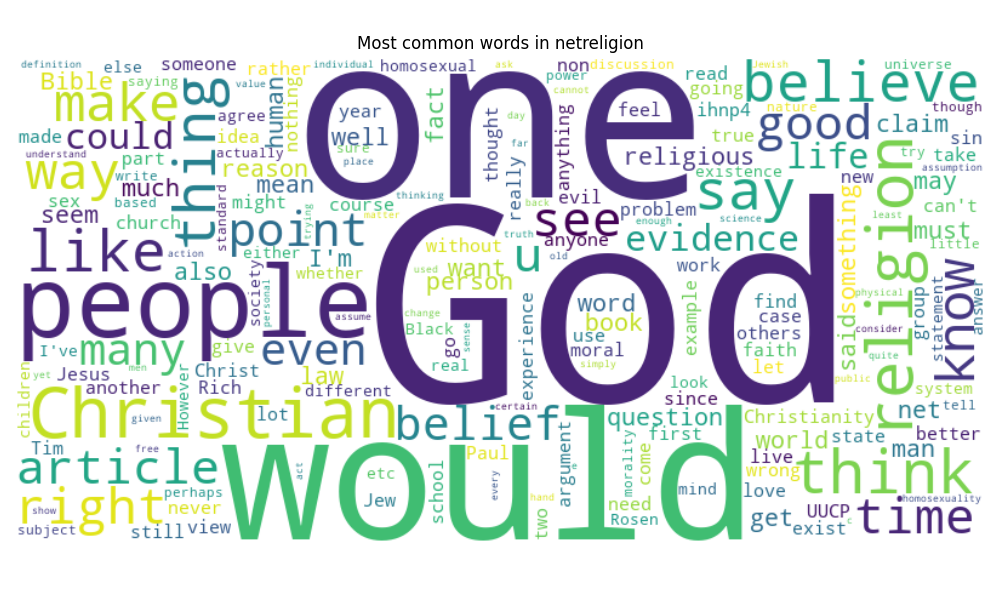 Most common words in netreligion
definition
else
someone
rather
individual
homosexual
ask
non
discussion
Jewish
universe
Bible
saying
human
nothing
one
power
read
going
believe
cannot
value
make
thing
year
fact
day
thought
anything
feel
ihnp4
nature
though
could
made
agree
idea
well
good
claim
sin
true
sure
far
really
religious
life
try
take
understand
part
actually
reason
place
existence
assumption
way
write
much
mean
thinking
evil
say
science
new
may
based
sex
standard
might
course
back
problem
enough
something
religion
least
can't
seem
church
trying
matter
God
see
truth
anyone
evidence
must
little
like
point
either
I'm
without
want
u
old
work
action
also
whether
person
physical
know
answer
people
society
personal
used
experience
word
book
use
moral
example
find
case
others
faith
let
said
group
statement
consider
assume
change
Black
go
sense
real
simply
quite
I've
many
give
even
yet
men
Jesus
another
Christ
Rich
law
different
look
since
public
system
children
However
Christian
given
lot
belief
certain
question
Christianity
net
tell
Tim
free
would
Paul
first
world
state
man
better
article
act
etc
school
every
argument
morality
come
live
wrong
think
right
perhaps
never
Jew
hand
need
mind
love
homosexuality
show
subject
still
view
two
Rosen
get
UUCP
exist
c
time